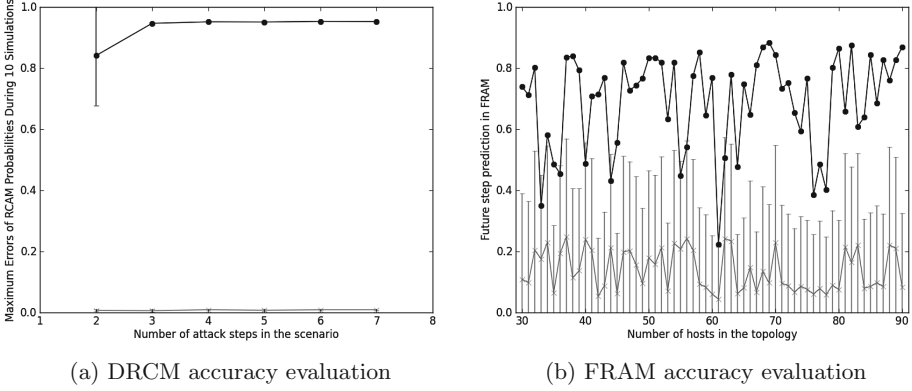 Maximum Errors of RCAM Probabilities During 10 Simulations
1.0
0.8
0.6
0.4
0.2
0.0
1 2 3 4 5 6 7 8
Number of attack steps in the scenario
(a) DRCM accuracy evaluation
Future step prediction in FRAM
1.0
0.8
0.6
0.4
0.2
0.0
30 40 50 60 70 80 90
Number of hosts in the topology
(b) FRAM accuracy evaluation